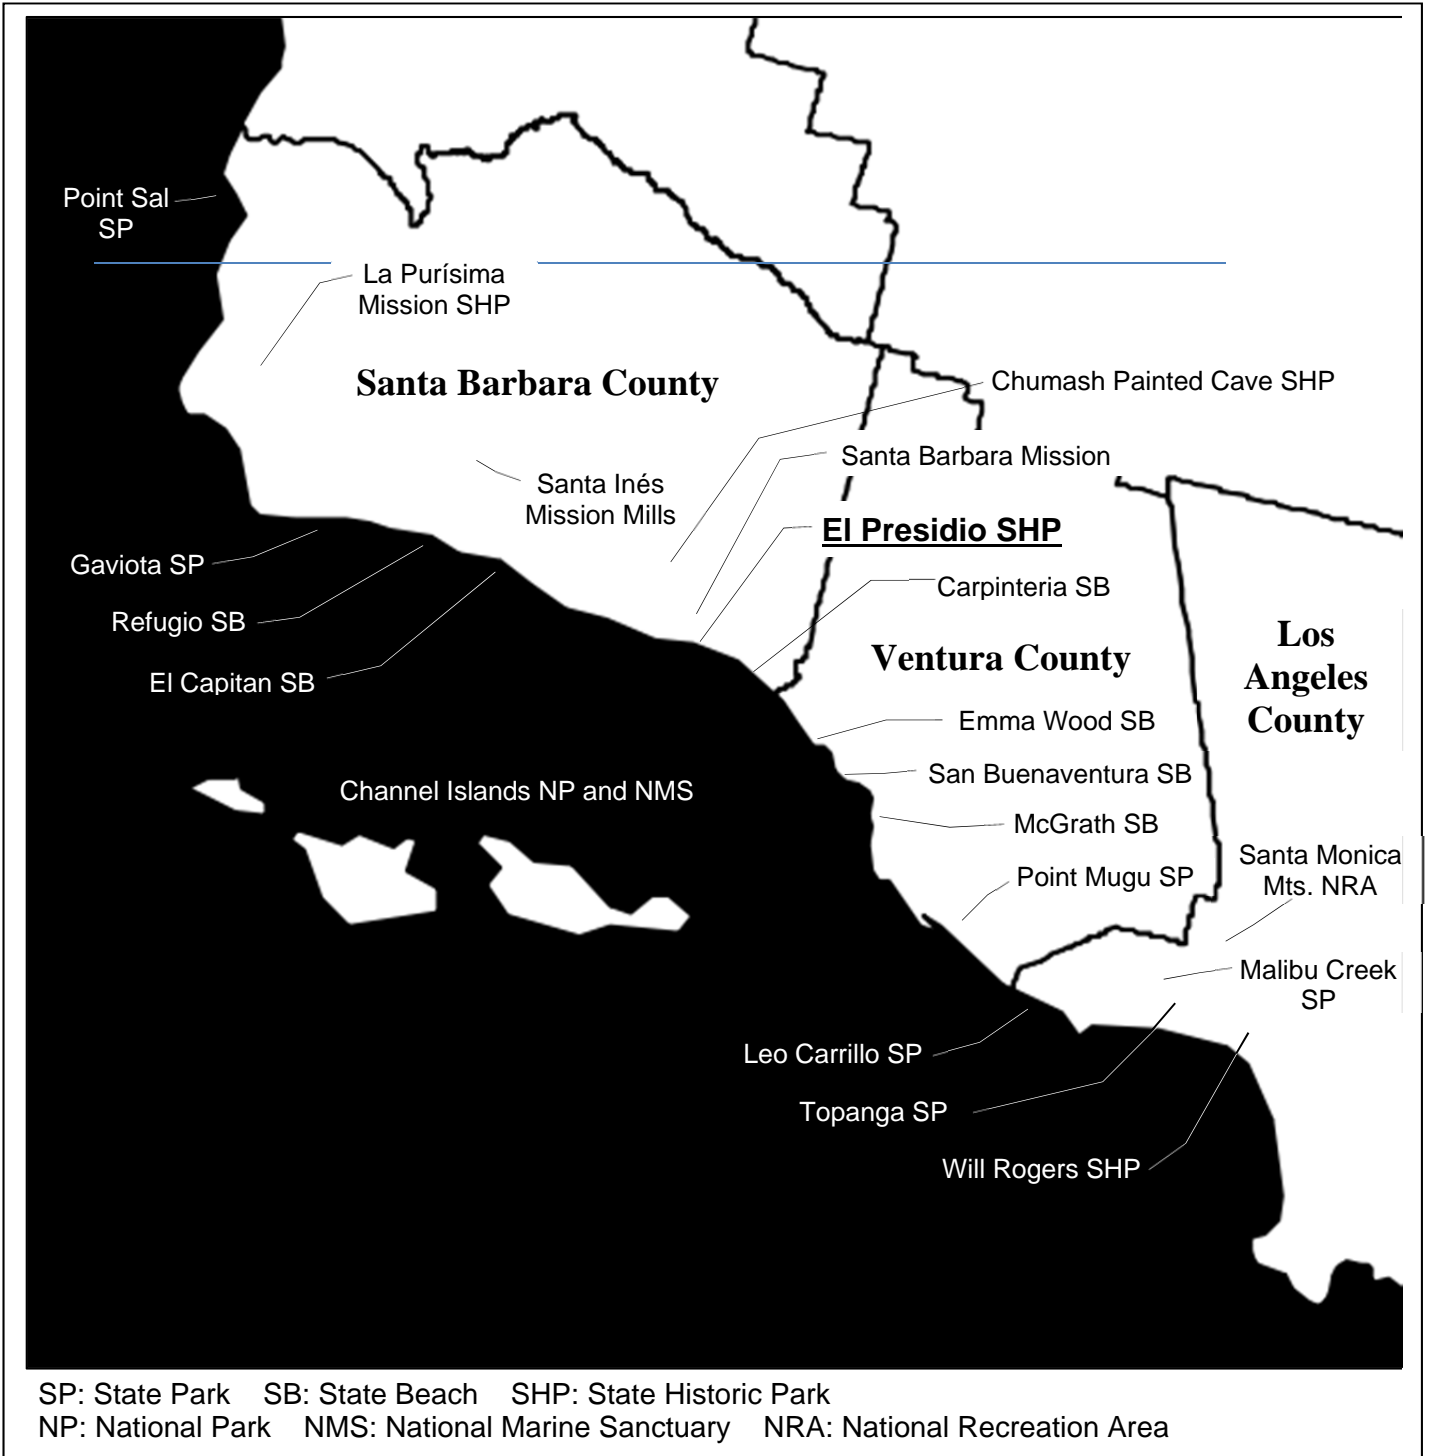 Point Sal
SP
La Purísima
Mission SHP
Santa Barbara County
Chumash Painted Cave SHP
Santa Barbara Mission
Santa Inés
Mission Mills
El Presidio SHP
Gaviota SP
Carpinteria SB
Refugio SB
Los
Angeles
County
Ventura County
El Capitan SB
Emma Wood SB
San Buenaventura SB
Channel Islands NP and NMS
McGrath SB
Santa Monica
Mts. NRA
Point Mugu SP
Malibu Creek
SP
Leo Carrillo SP
Topanga SP
Will Rogers SHP
SP: State Park SB: State Beach SHP: State Historic Park
NP: National Park NMS: National Marine Sanctuary NRA: National Recreation Area